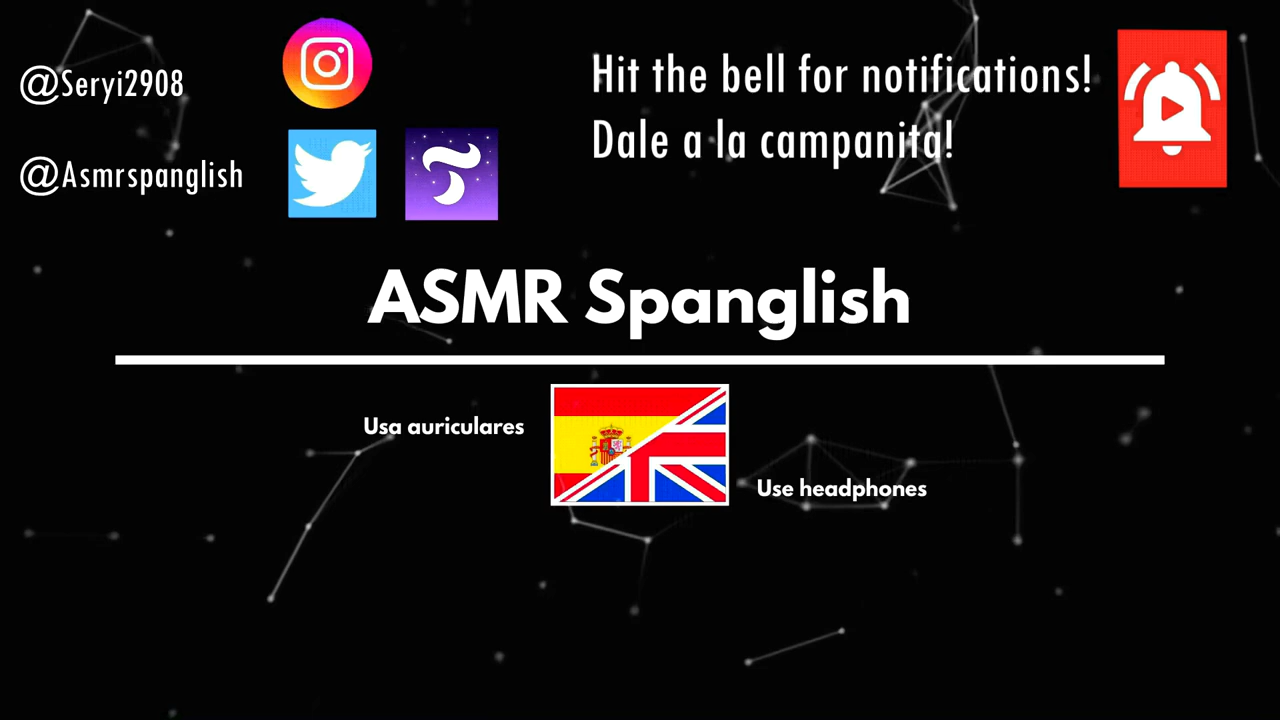 @Seryi2908
@Asmrspanglish
Hit the bell for notifications!
Dale a la campanita!
ASMR Spanglish
Usa auriculares
Use headphones